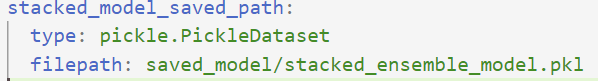 stacked_model_saved_path:
  type: pickle.PickleDataset
  filepath: saved_model/stacked_ensemble_model.pkl